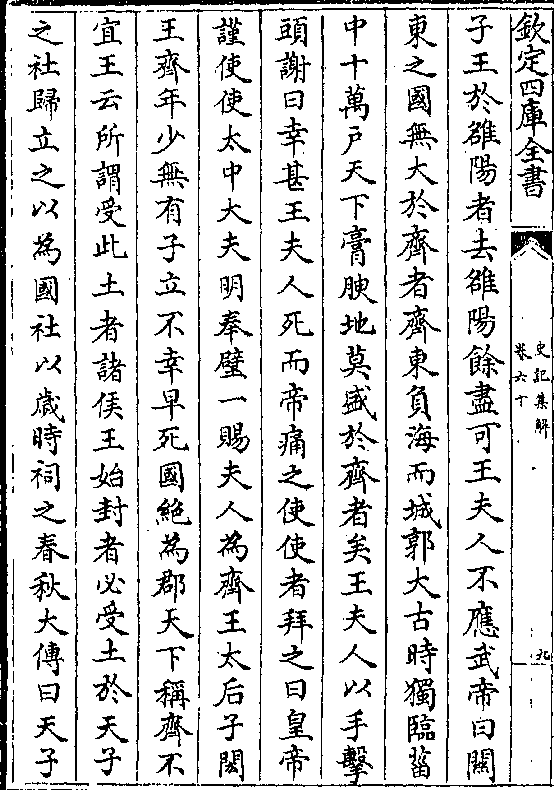 欽定四庫全書
史記集解
卷六十
九
子王於雒陽者去雒陽餘盡可王夫人不應武帝曰關
東之國無大於齊者齊東負海而城郭大古時獨臨菑
中十萬户天下膏腴地莫盛於齊者矣王夫人以手擊
頭謝曰幸甚王夫人死而帝痛之使使者拜之曰皇帝
謹使使太中大夫明奉璧一賜夫人為齊王太后子閎
王齊年少無有子立不幸早死國絶為郡天下稱齊不
宜王云所謂受此土者諸侯王始封者必受土於天子
之社歸立之以為國社以歲時祠之春秋大傳曰天子